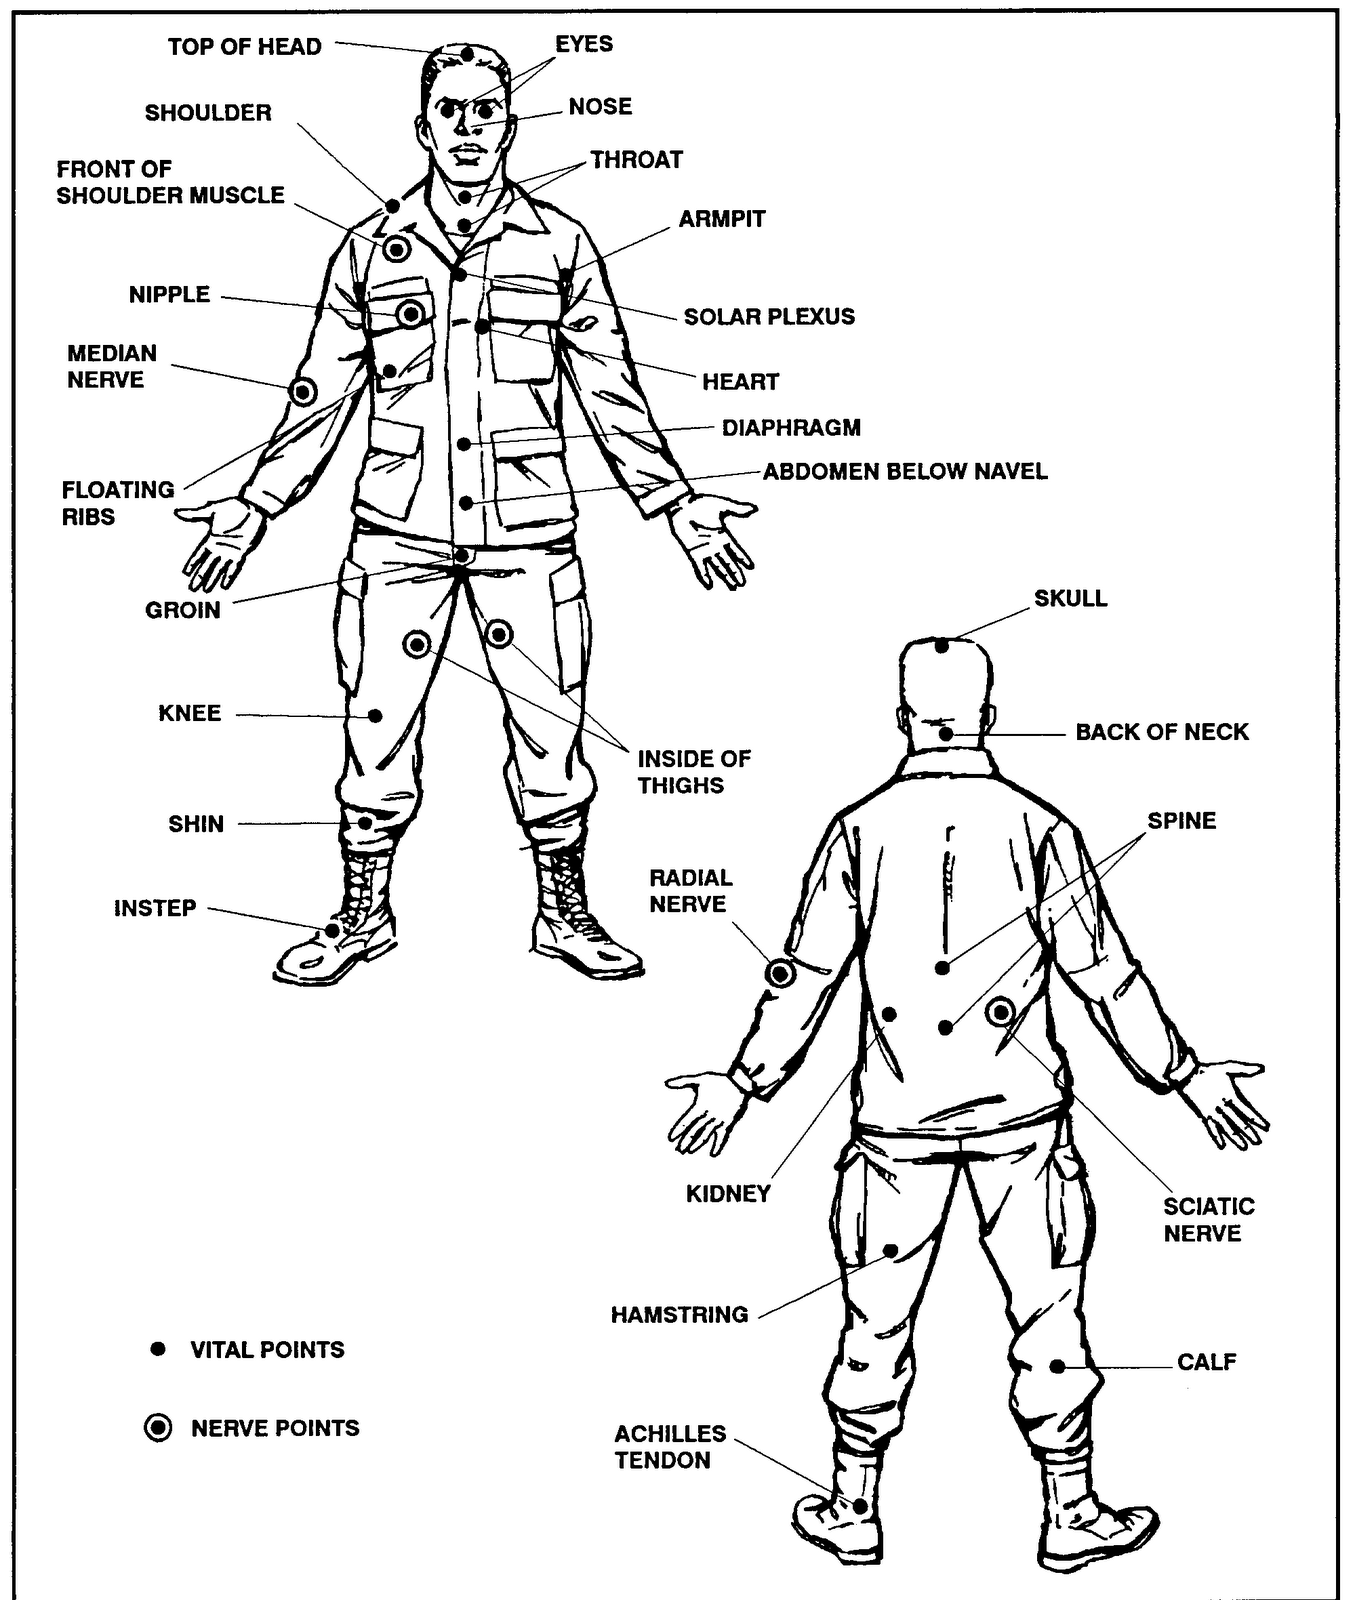 TOP OF HEAD
EYES
SHOULDER
NOSE
FRONT OF
SHOULDER MUSCLE
THROAT
ARMPIT
NIPPLE
SOLAR PLEXUS
MEDIAN
NERVE
HEART
DIAPHRAGM
ABDOMEN BELOW NAVEL
FLOATING
RIBS
GROIN
SKULL
KNEE
BACK OF NECK
INSIDE OF
THIGHS
SHIN
SPINE
RADIAL
NERVE
INSTEP
KIDNEY
SCIATIC
NERVE
HAMSTRING
VITAL POINTS
CALF
NERVE POINTS
ACHILLES
TENDON